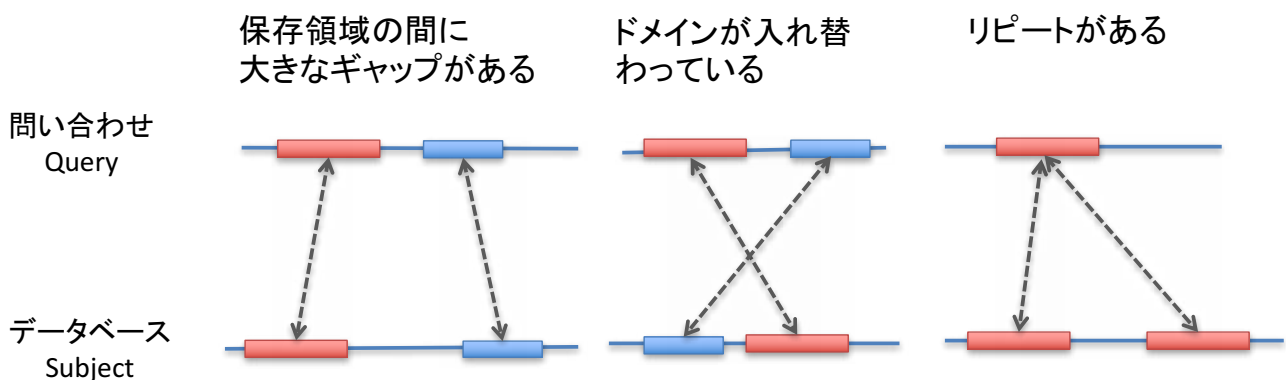 保存領域の間に
大きなギャップがある
ドメインが入れ替
わっている
リピートがある
問い合わせ
Query
データベース
Subject